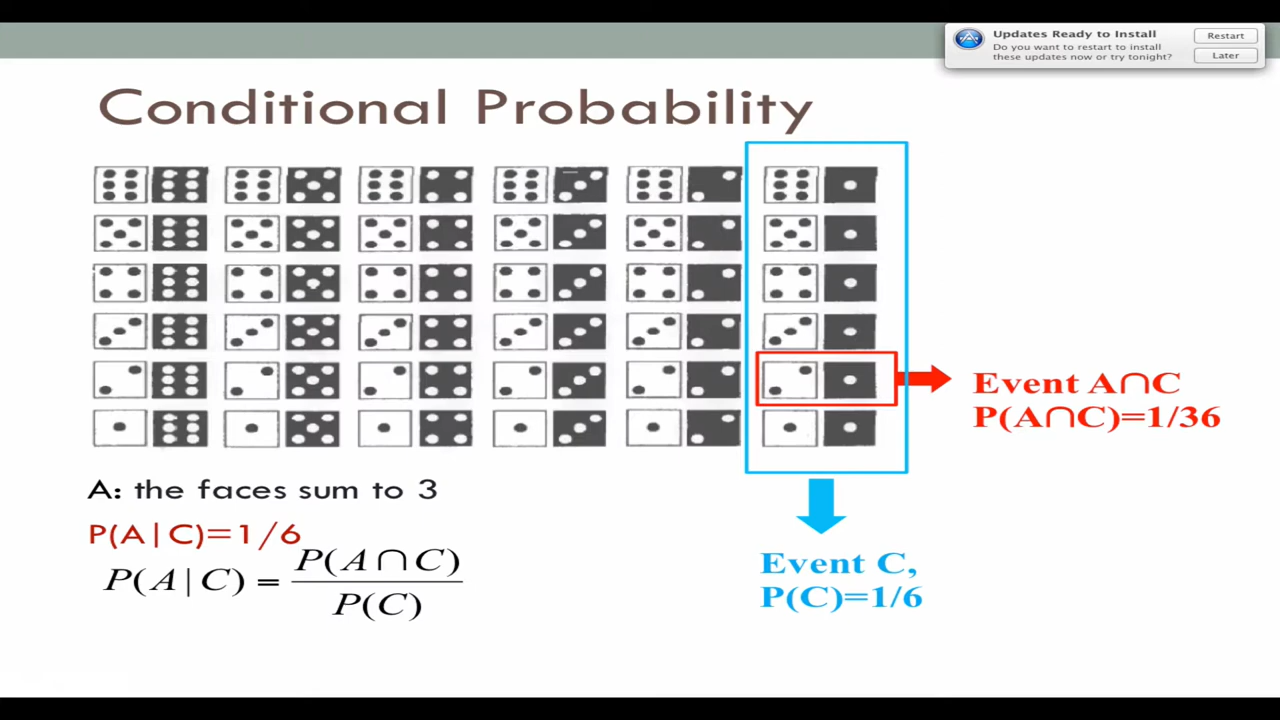 Updates Ready to Install
Restart
Do you want to restart to install
these updates now or try tonight?
Later
Conditional Probability
Event A∩C
P(A∩C)=1/36
A: the faces sum to 3
P(A|C)=1/6
P(A|C) = P(A∩C)
P(C)
Event C,
P(C)=1/6